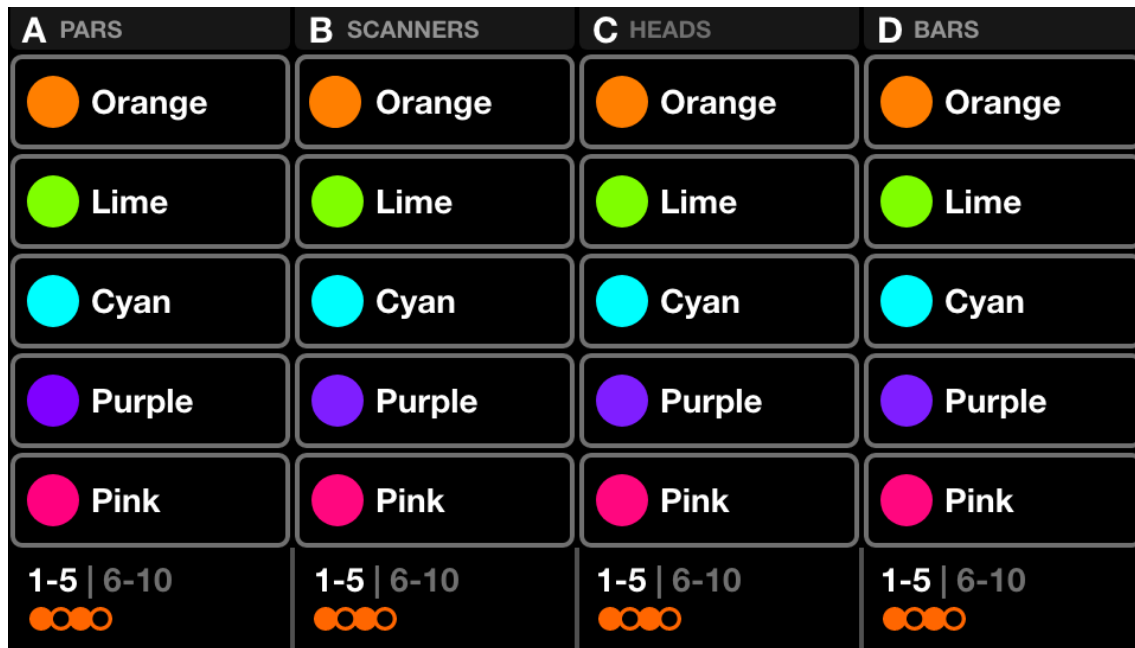 A PARS B SCANNERS C HEADS D BARS
Orange Orange Orange Orange
Lime Lime Lime Lime
Cyan Cyan Cyan Cyan
Purple Purple Purple Purple
Pink Pink Pink Pink
1-5 | 6-10 1-5 | 6-10 1-5 | 6-10 1-5 | 6-10